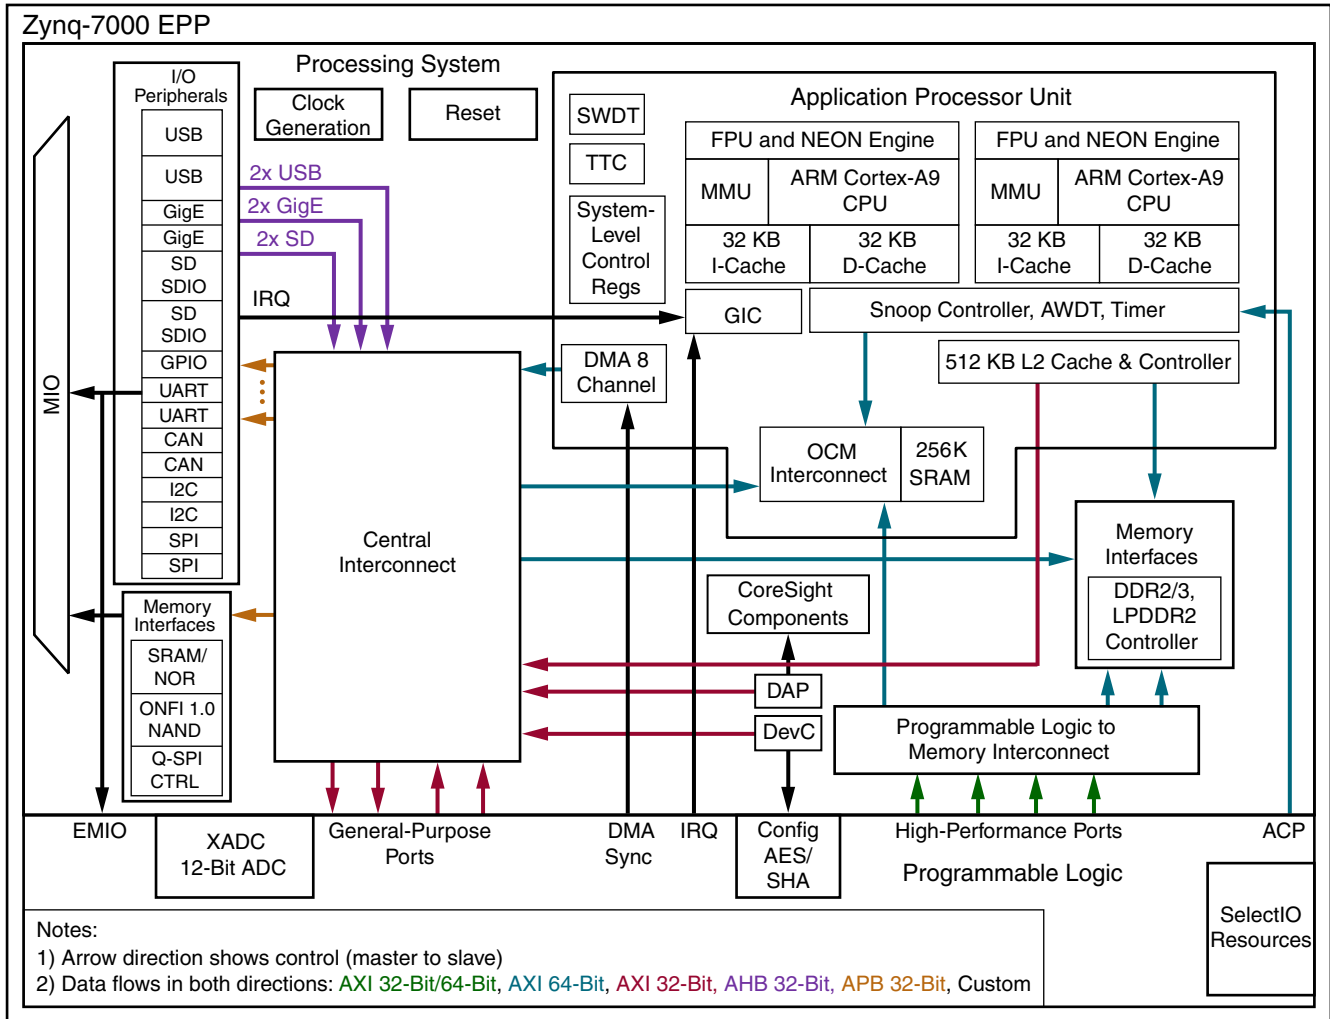 Zynq-7000 EPP
Processing System
I/O
Peripherals
USB
USB
GigE
GigE
SD
SDIO
SD
SDIO
GPIO
UART
UART
CAN
CAN
I2C
I2C
SPI
SPI
MIO
Clock
Generation
Reset
2x USB
2x GigE
2x SD
IRQ
Application Processor Unit
SWDT
TTC
System-
Level
Control
Regs
FPU and NEON Engine
MMU
ARM Cortex-A9
CPU
32 KB
I-Cache
32 KB
D-Cache
FPU and NEON Engine
MMU
ARM Cortex-A9
CPU
32 KB
I-Cache
32 KB
D-Cache
GIC
Snoop Controller, AWDT, Timer
DMA 8
Channel
512 KB L2 Cache & Controller
OCM
Interconnect
256K
SRAM
Central
Interconnect
Memory
Interfaces
DDR2/3,
LPDDR2
Controller
CoreSight
Components
DAP
DevC
Programmable Logic to
Memory Interconnect
Memory
Interfaces
SRAM/
NOR
ONFI 1.0
NAND
Q-SPI
CTRL
EMIO
XADC
12-Bit ADC
General-Purpose
Ports
DMA
Sync
IRQ
Config
AES/
SHA
High-Performance Ports
ACP
Programmable Logic
SelectIO
Resources
Notes:
1) Arrow direction shows control (master to slave)
2) Data flows in both directions: AXI 32-Bit/64-Bit, AXI 64-Bit, AXI 32-Bit, AHB 32-Bit, APB 32-Bit, Custom